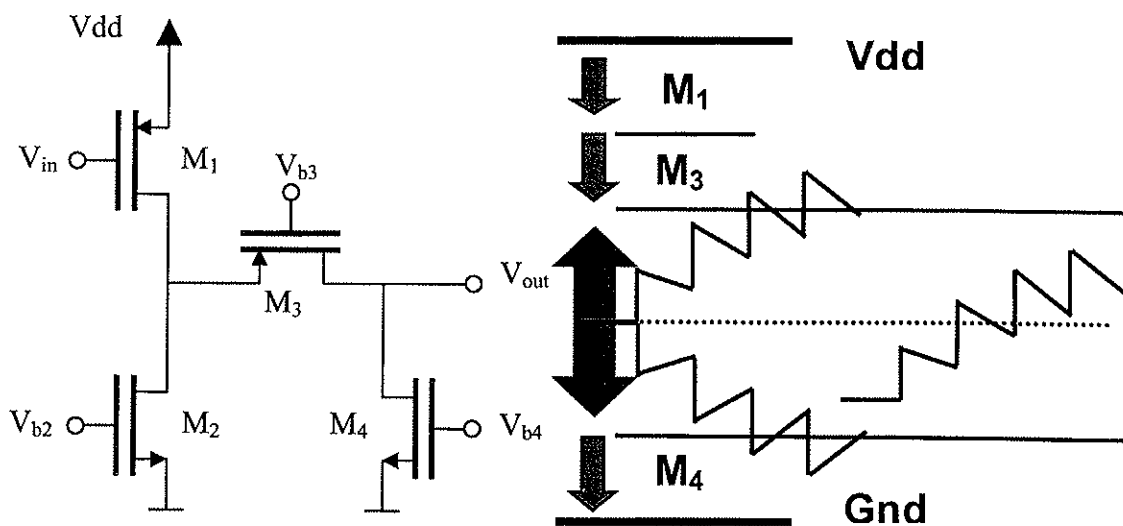 Vdd
V_in
M_1
V_b3
M_3
V_out
V_b2
M_2
M_4
V_b4
Vdd
M_1
M_3
M_4
Gnd